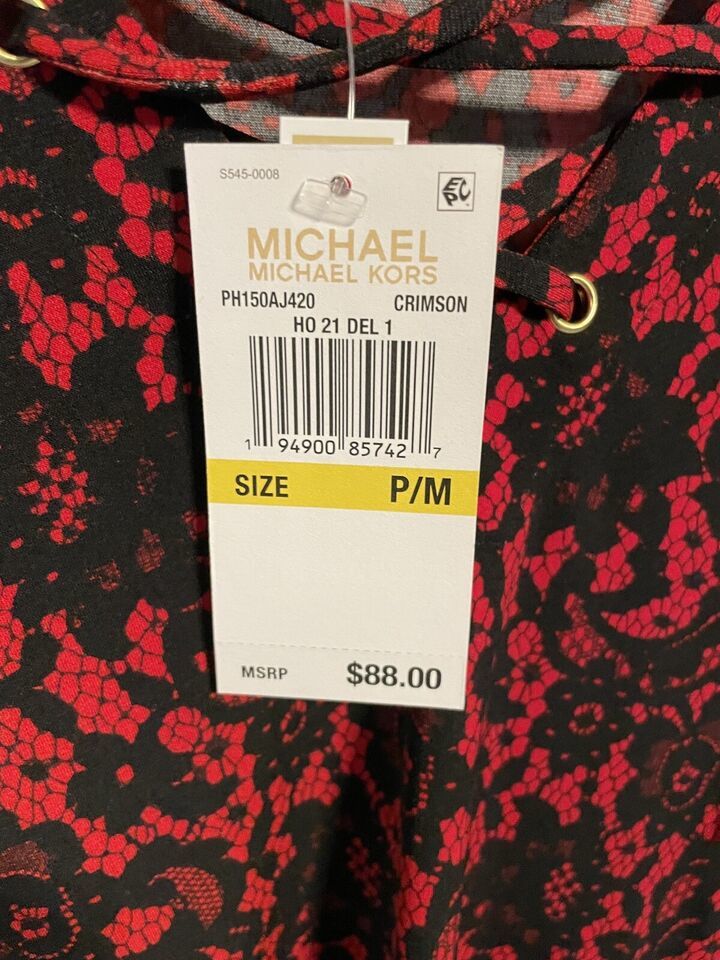 S545-0008
EPC
MICHAEL
MICHAEL KORS
PH150AJ420 CRIMSON
HO 21 DEL 1
1 94900 85742 7
SIZE P/M
MSRP $88.00